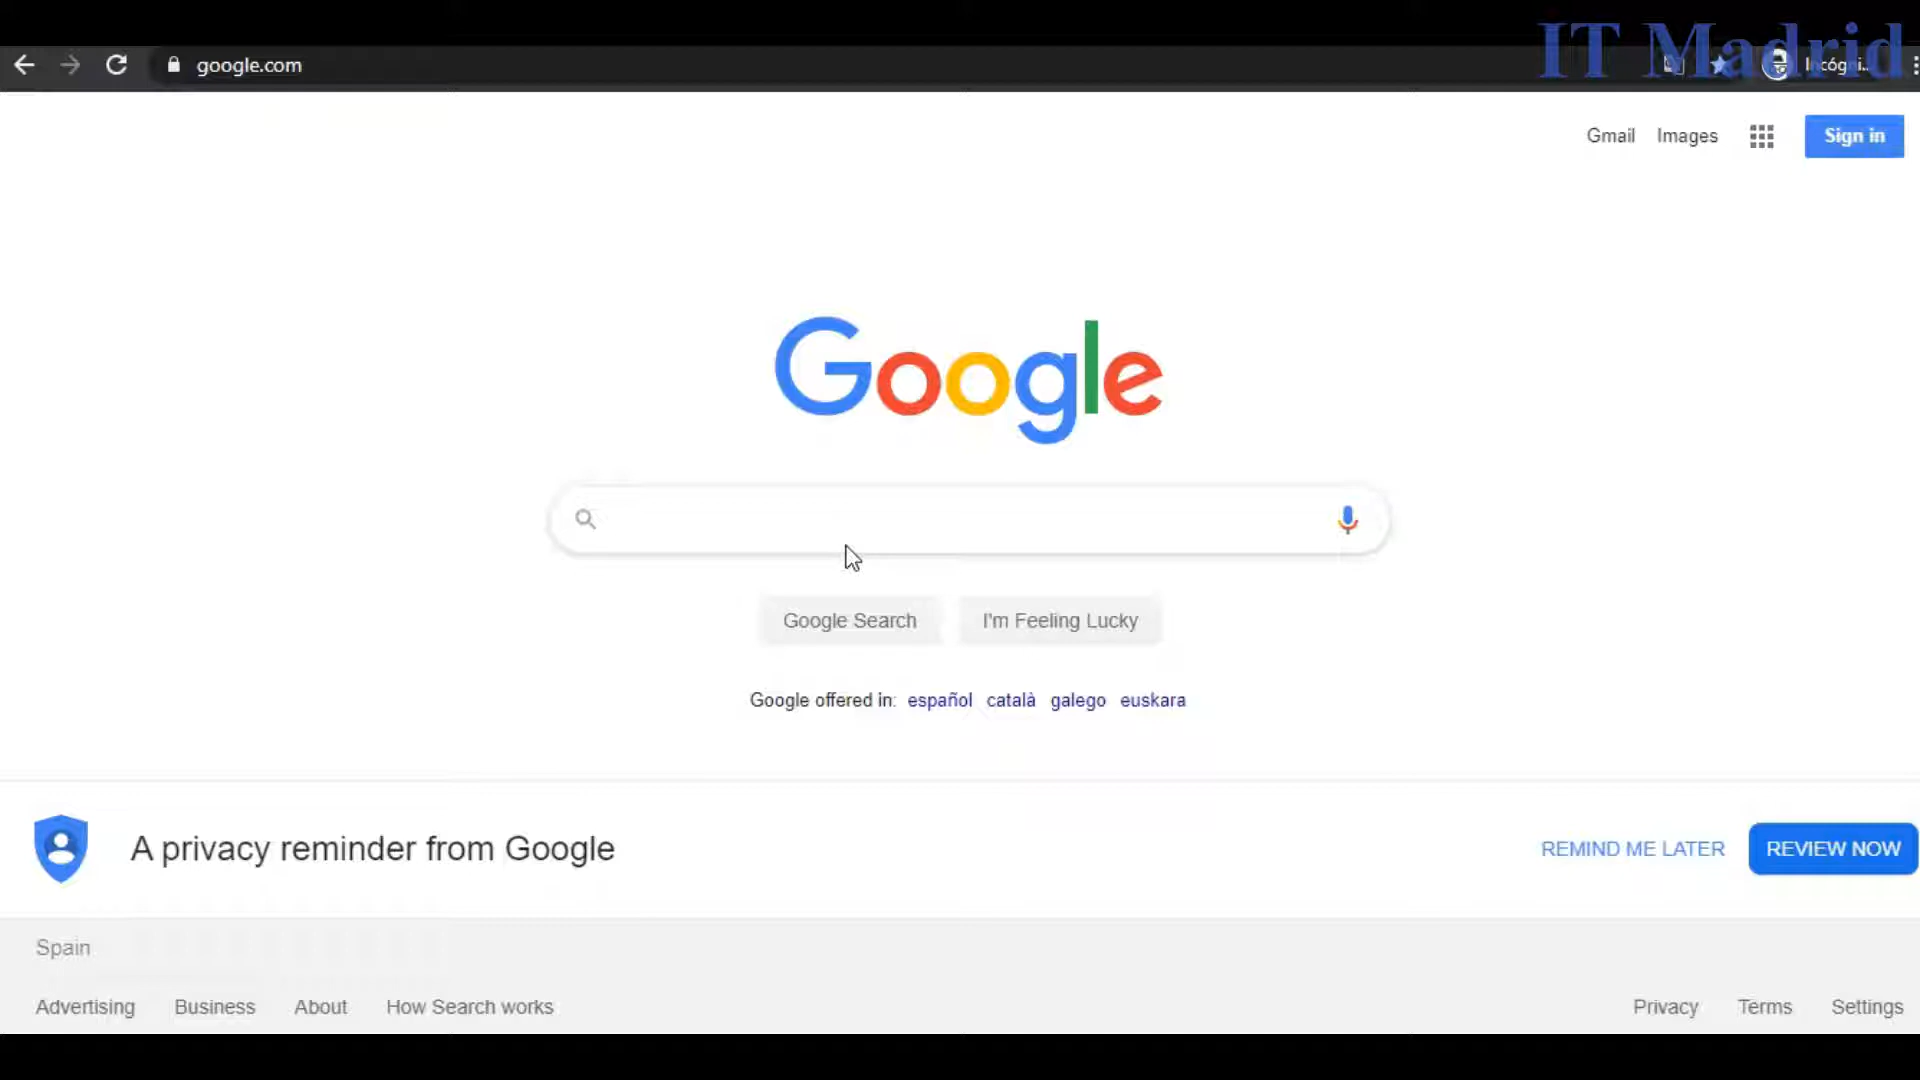 IT Madrid
google.com
Incógni...
Gmail Images Sign in
Google
Google Search I'm Feeling Lucky
Google offered in: español català galego euskara
A privacy reminder from Google
REMIND ME LATER REVIEW NOW
Spain
Advertising Business About How Search works
Privacy Terms Settings